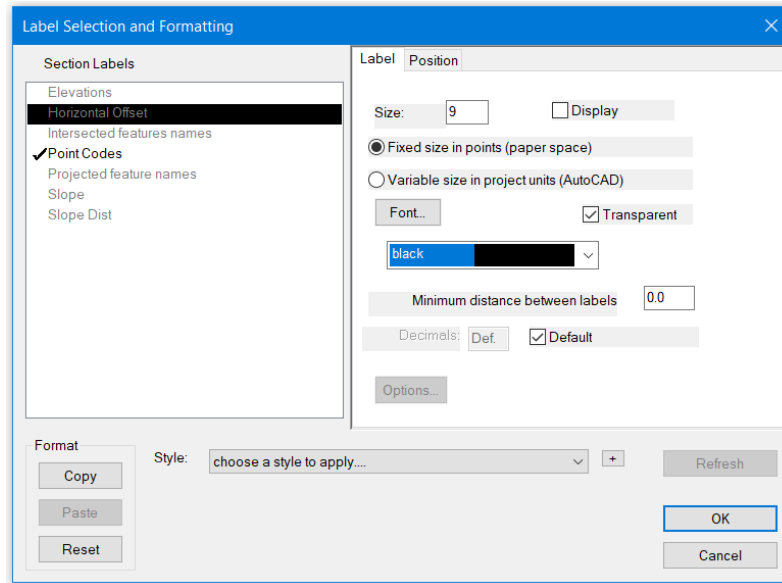 Label Selection and Formatting
Section Labels
Elevations
Horizontal Offset
Intersected features names
Point Codes
Projected feature names
Slope
Slope Dist
Label
Position
Size:
9
Display
Fixed size in points (paper space)
Variable size in project units (AutoCAD)
Font...
Transparent
black
Minimum distance between labels
0.0
Decimals:
Def.
Default
Options...
Format
Copy
Paste
Reset
Style:
choose a style to apply....
+
Refresh
OK
Cancel